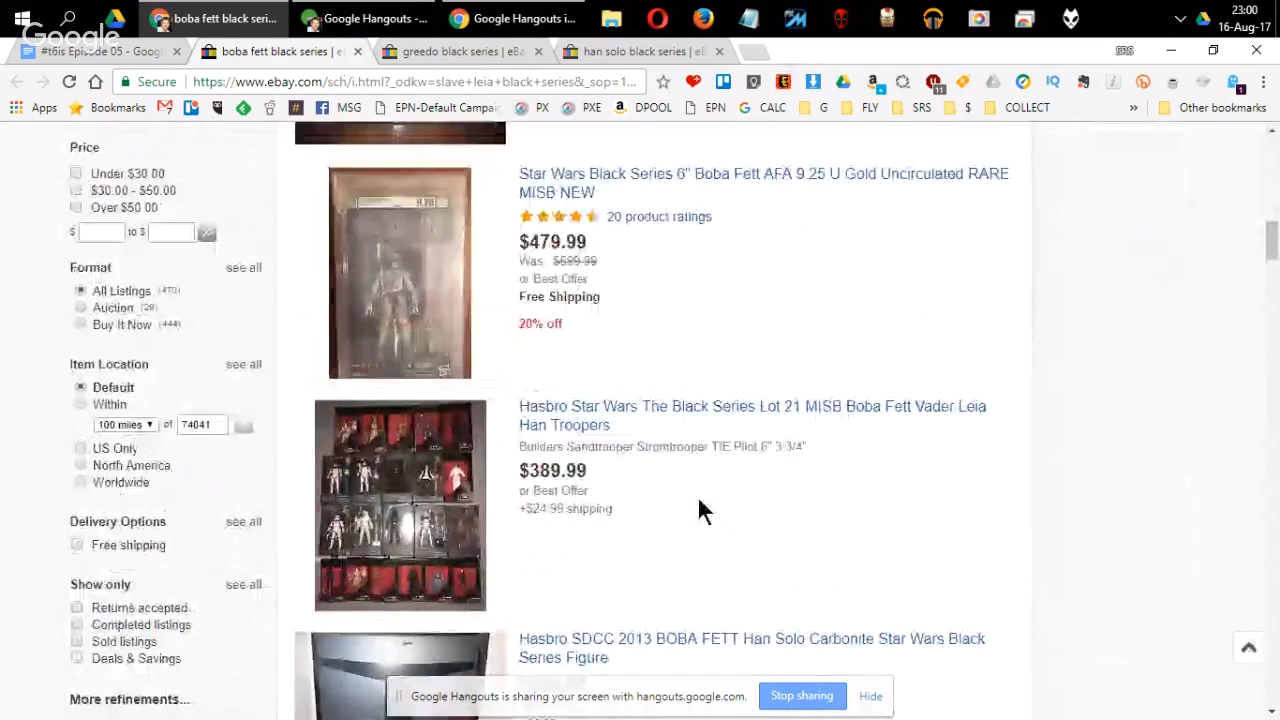 boba fett black seri...
Google Hangouts -...
Google Hangouts i...
23:00
16-Aug-17
Google
#t6is Episode 05 - Goog
boba fett black series | e
greedo black series | eBa
han solo black series | eB
SRS
Secure
https://www.ebay.com/sch/i.html?_odkw=slave+leia+black+series&_sop=1...
11
1
Apps
Bookmarks
MSG
EPN-Default Campaig
PX
PXE
DPOOL
EPN
CALC
G
FLY
SRS
$
COLLECT
»
Other bookmarks
Price
Under $30.00
$30.00 - $50.00
Over $50.00
$ to $
Format
see all
All Listings (473)
Auction (29)
Buy It Now (444)
Item Location
see all
Default
Within
100 miles of 74041
US Only
North America
Worldwide
Delivery Options
see all
Free shipping
Show only
see all
Returns accepted
Completed listings
Sold listings
Deals & Savings
More refinements...
Star Wars Black Series 6" Boba Fett AFA 9.25 U Gold Uncirculated RARE
MISB NEW
20 product ratings
$479.99
Was: $599.99
or Best Offer
Free Shipping
20% off
Hasbro Star Wars The Black Series Lot 21 MISB Boba Fett Vader Leia
Han Troopers
Builders Sandtrooper Stromtrooper TIE Pilot 6" 3 3/4"
$389.99
or Best Offer
+$24.99 shipping
Hasbro SDCC 2013 BOBA FETT Han Solo Carbonite Star Wars Black
Series Figure
Google Hangouts is sharing your screen with hangouts.google.com.
Stop sharing
Hide